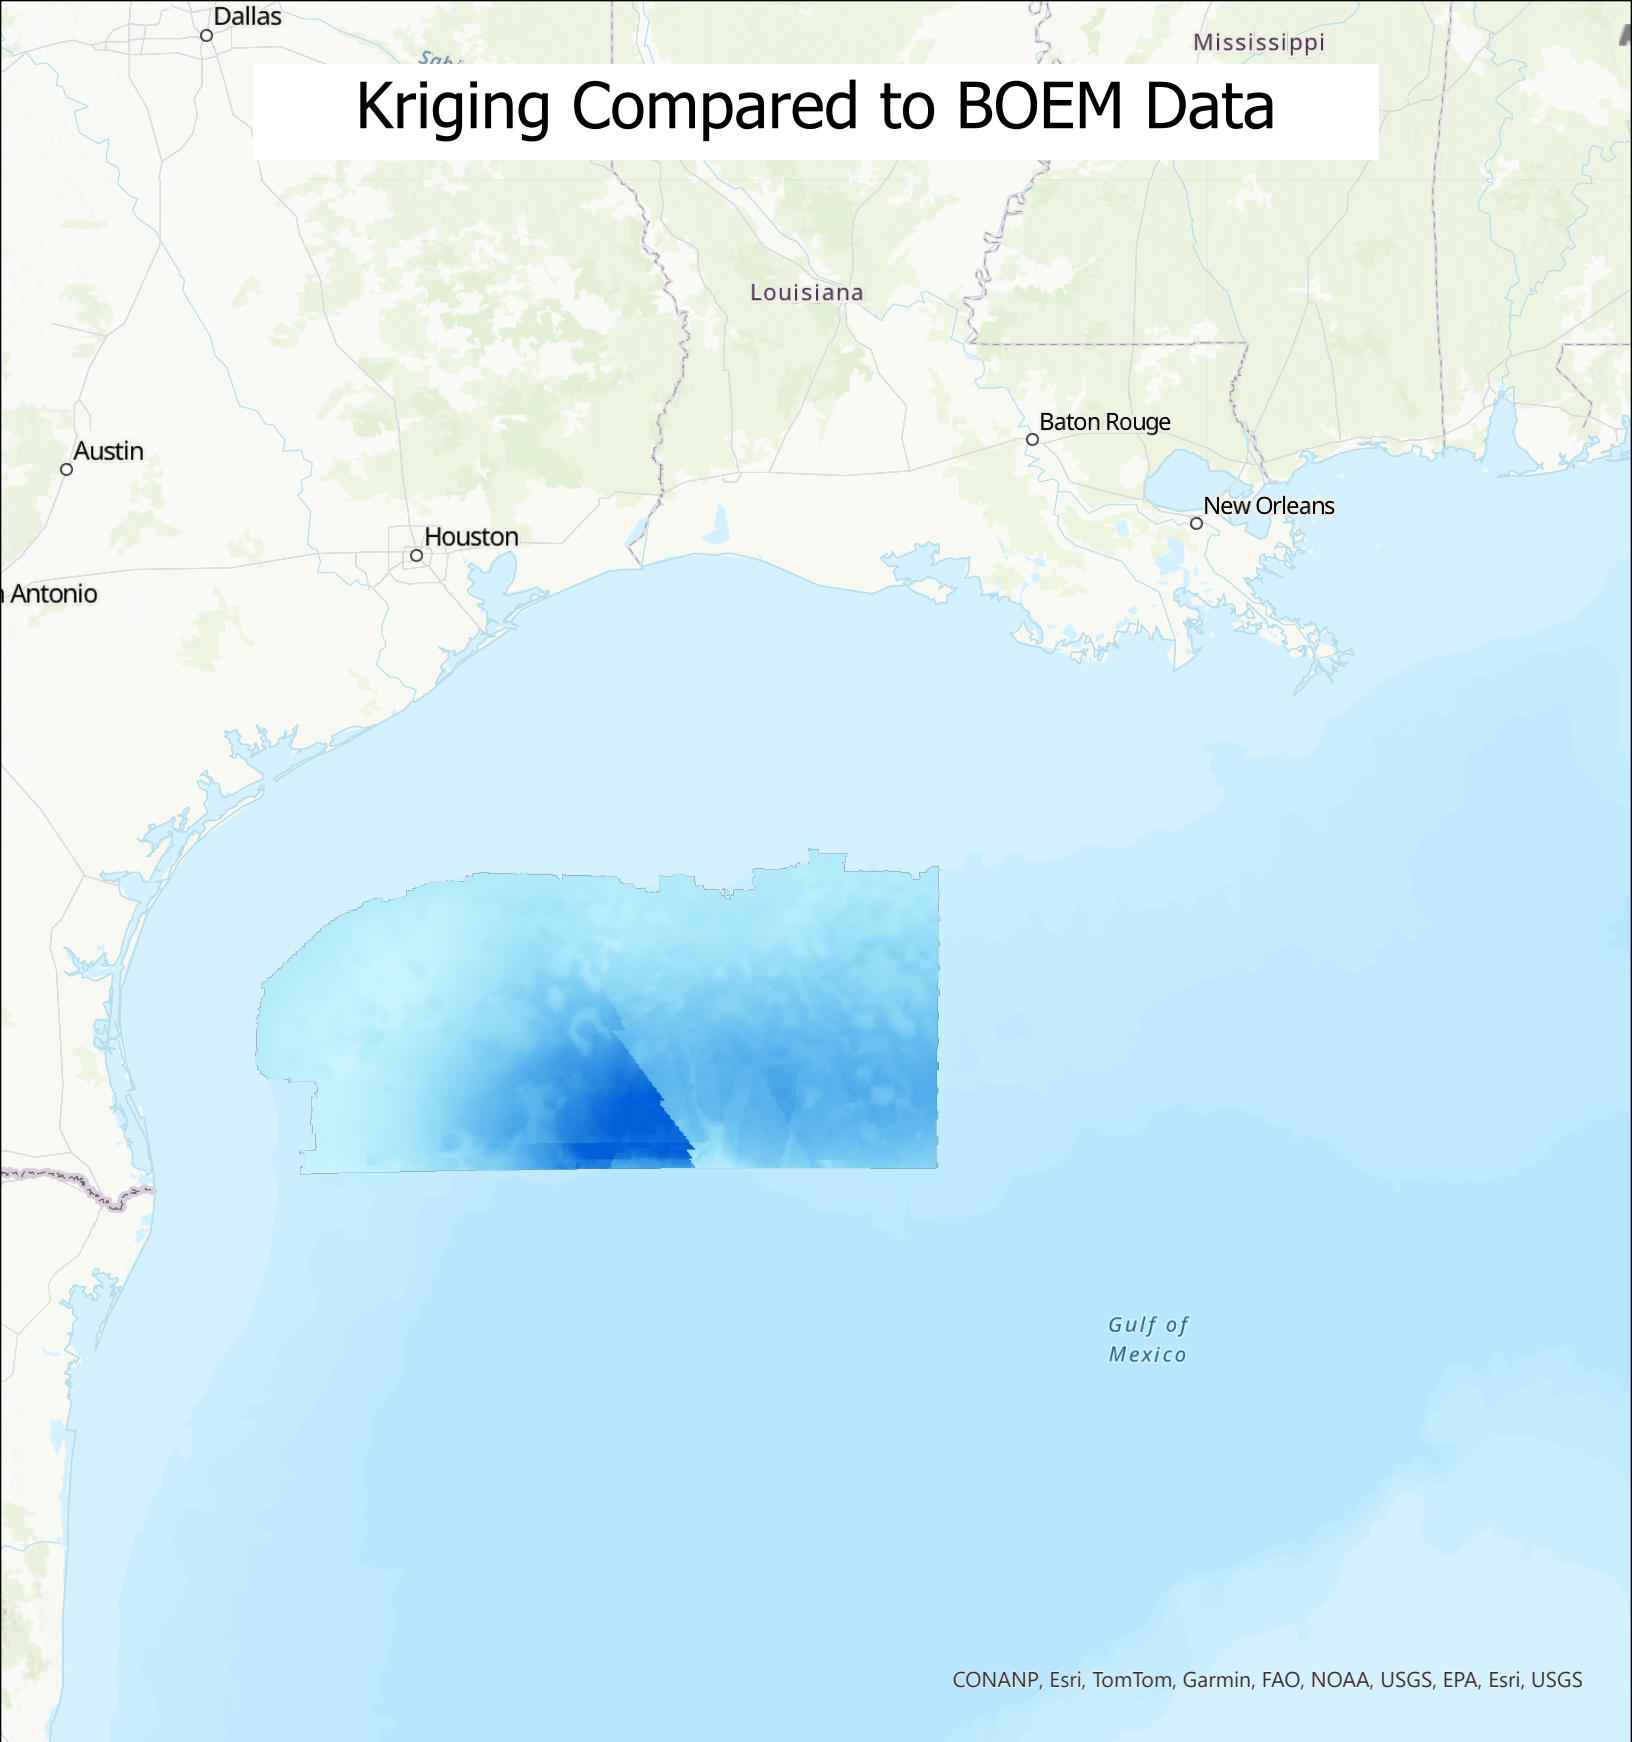 Dallas
Mississippi
Kriging Compared to BOEM Data
Louisiana
Baton Rouge
Austin
New Orleans
Houston
Antonio
Gulf of
Mexico
CONANP, Esri, TomTom, Garmin, FAO, NOAA, USGS, EPA, Esri, USGS